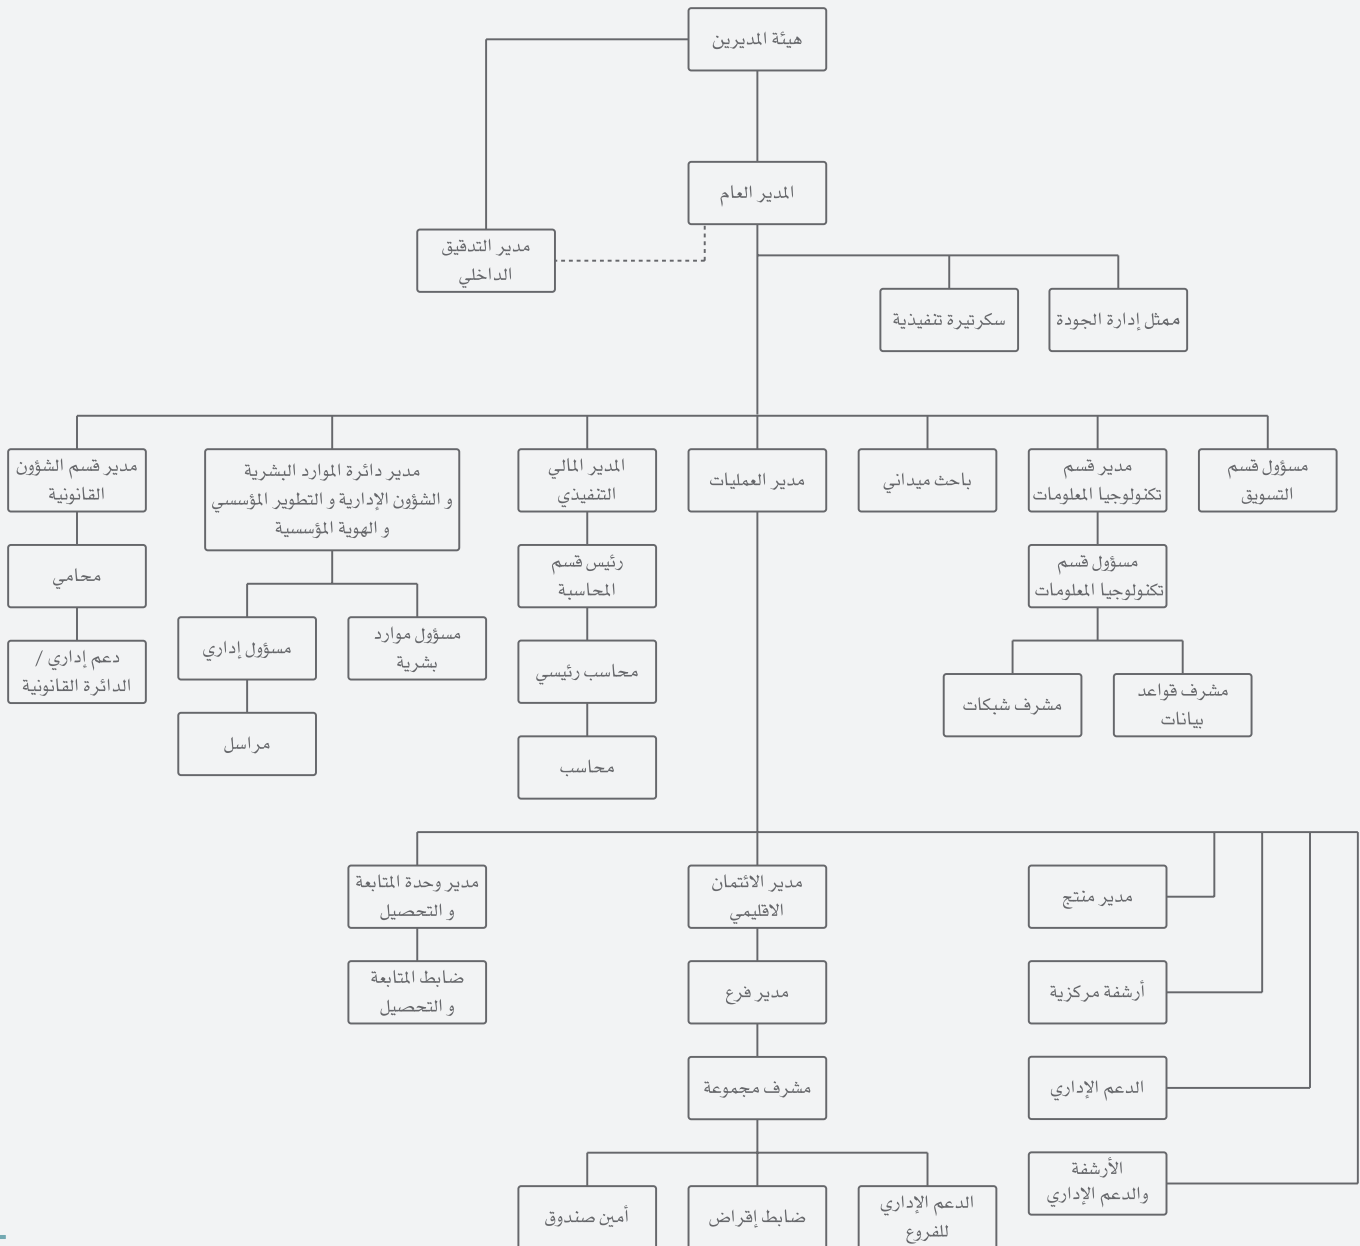 هيئة المديرين
المدير العام
مدير التدقيق
الداخلي
ممثل إدارة الجودة
سكرتيرة تنفيذية
مسؤول قسم
التسويق
مدير قسم
تكنولوجيا المعلومات
باحث ميداني
مدير العمليات
المدير المالي
التنفيذي
مدير دائرة الموارد البشرية
و الشؤون الإدارية و التطوير المؤسسي
و الهوية المؤسسية
مدير قسم الشؤون
القانونية
مسؤول قسم
تكنولوجيا المعلومات
رئيس قسم
المحاسبة
محامي
مسؤول موارد
بشرية
مسؤول إداري
دعم إداري /
الدائرة القانونية
محاسب رئيسي
مشرف قواعد
بيانات
مشرف شبكات
مراسل
محاسب
مدير منتج
مدير الائتمان
الاقليمي
مدير وحدة المتابعة
و التحصيل
أرشفة مركزية
مدير فرع
ضابط المتابعة
و التحصيل
الدعم الإداري
مشرف مجموعة
الأرشفة
والدعم الإداري
الدعم الإداري
للفروع
ضابط إقراض
أمين صندوق